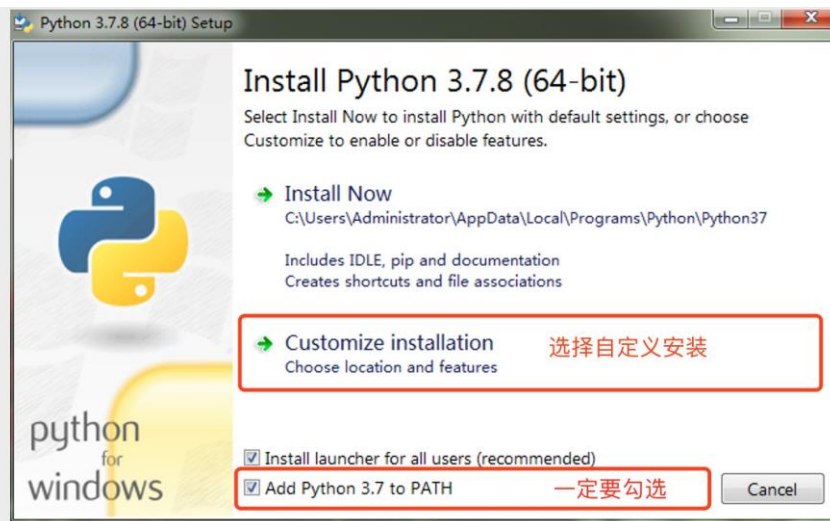 Python 3.7.8 (64-bit) Setup
Install Python 3.7.8 (64-bit)
Select Install Now to install Python with default settings, or choose
Customize to enable or disable features.
Install Now
C:\Users\Administrator\AppData\Local\Programs\Python\Python37
Includes IDLE, pip and documentation
Creates shortcuts and file associations
Customize installation 选择自定义安装
Choose location and features
python
for
windows
Install launcher for all users (recommended)
Add Python 3.7 to PATH 一定要勾选
Cancel